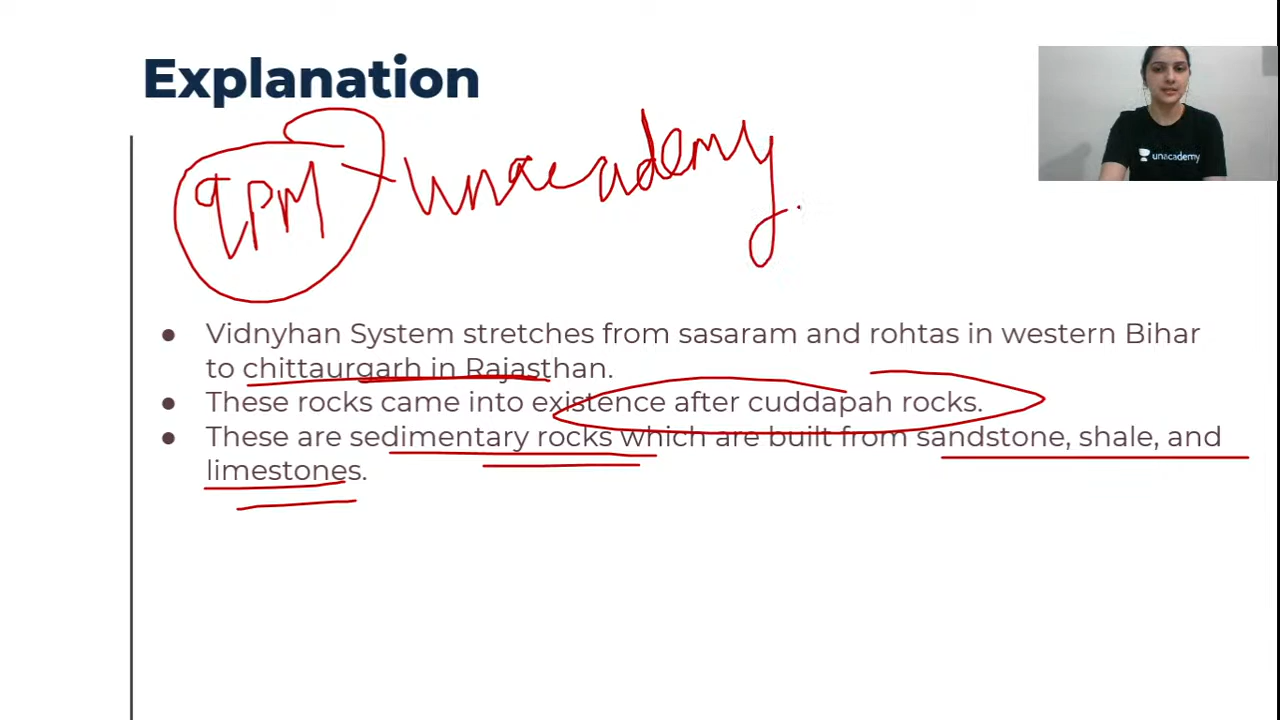 Explanation
unacademy
9PM - unacademy.
● Vidnyhan System stretches from sasaram and rohtas in western Bihar
to chittaurgarh in Rajasthan.
● These rocks came into existence after cuddapah rocks.
● These are sedimentary rocks which are built from sandstone, shale, and
limestones.